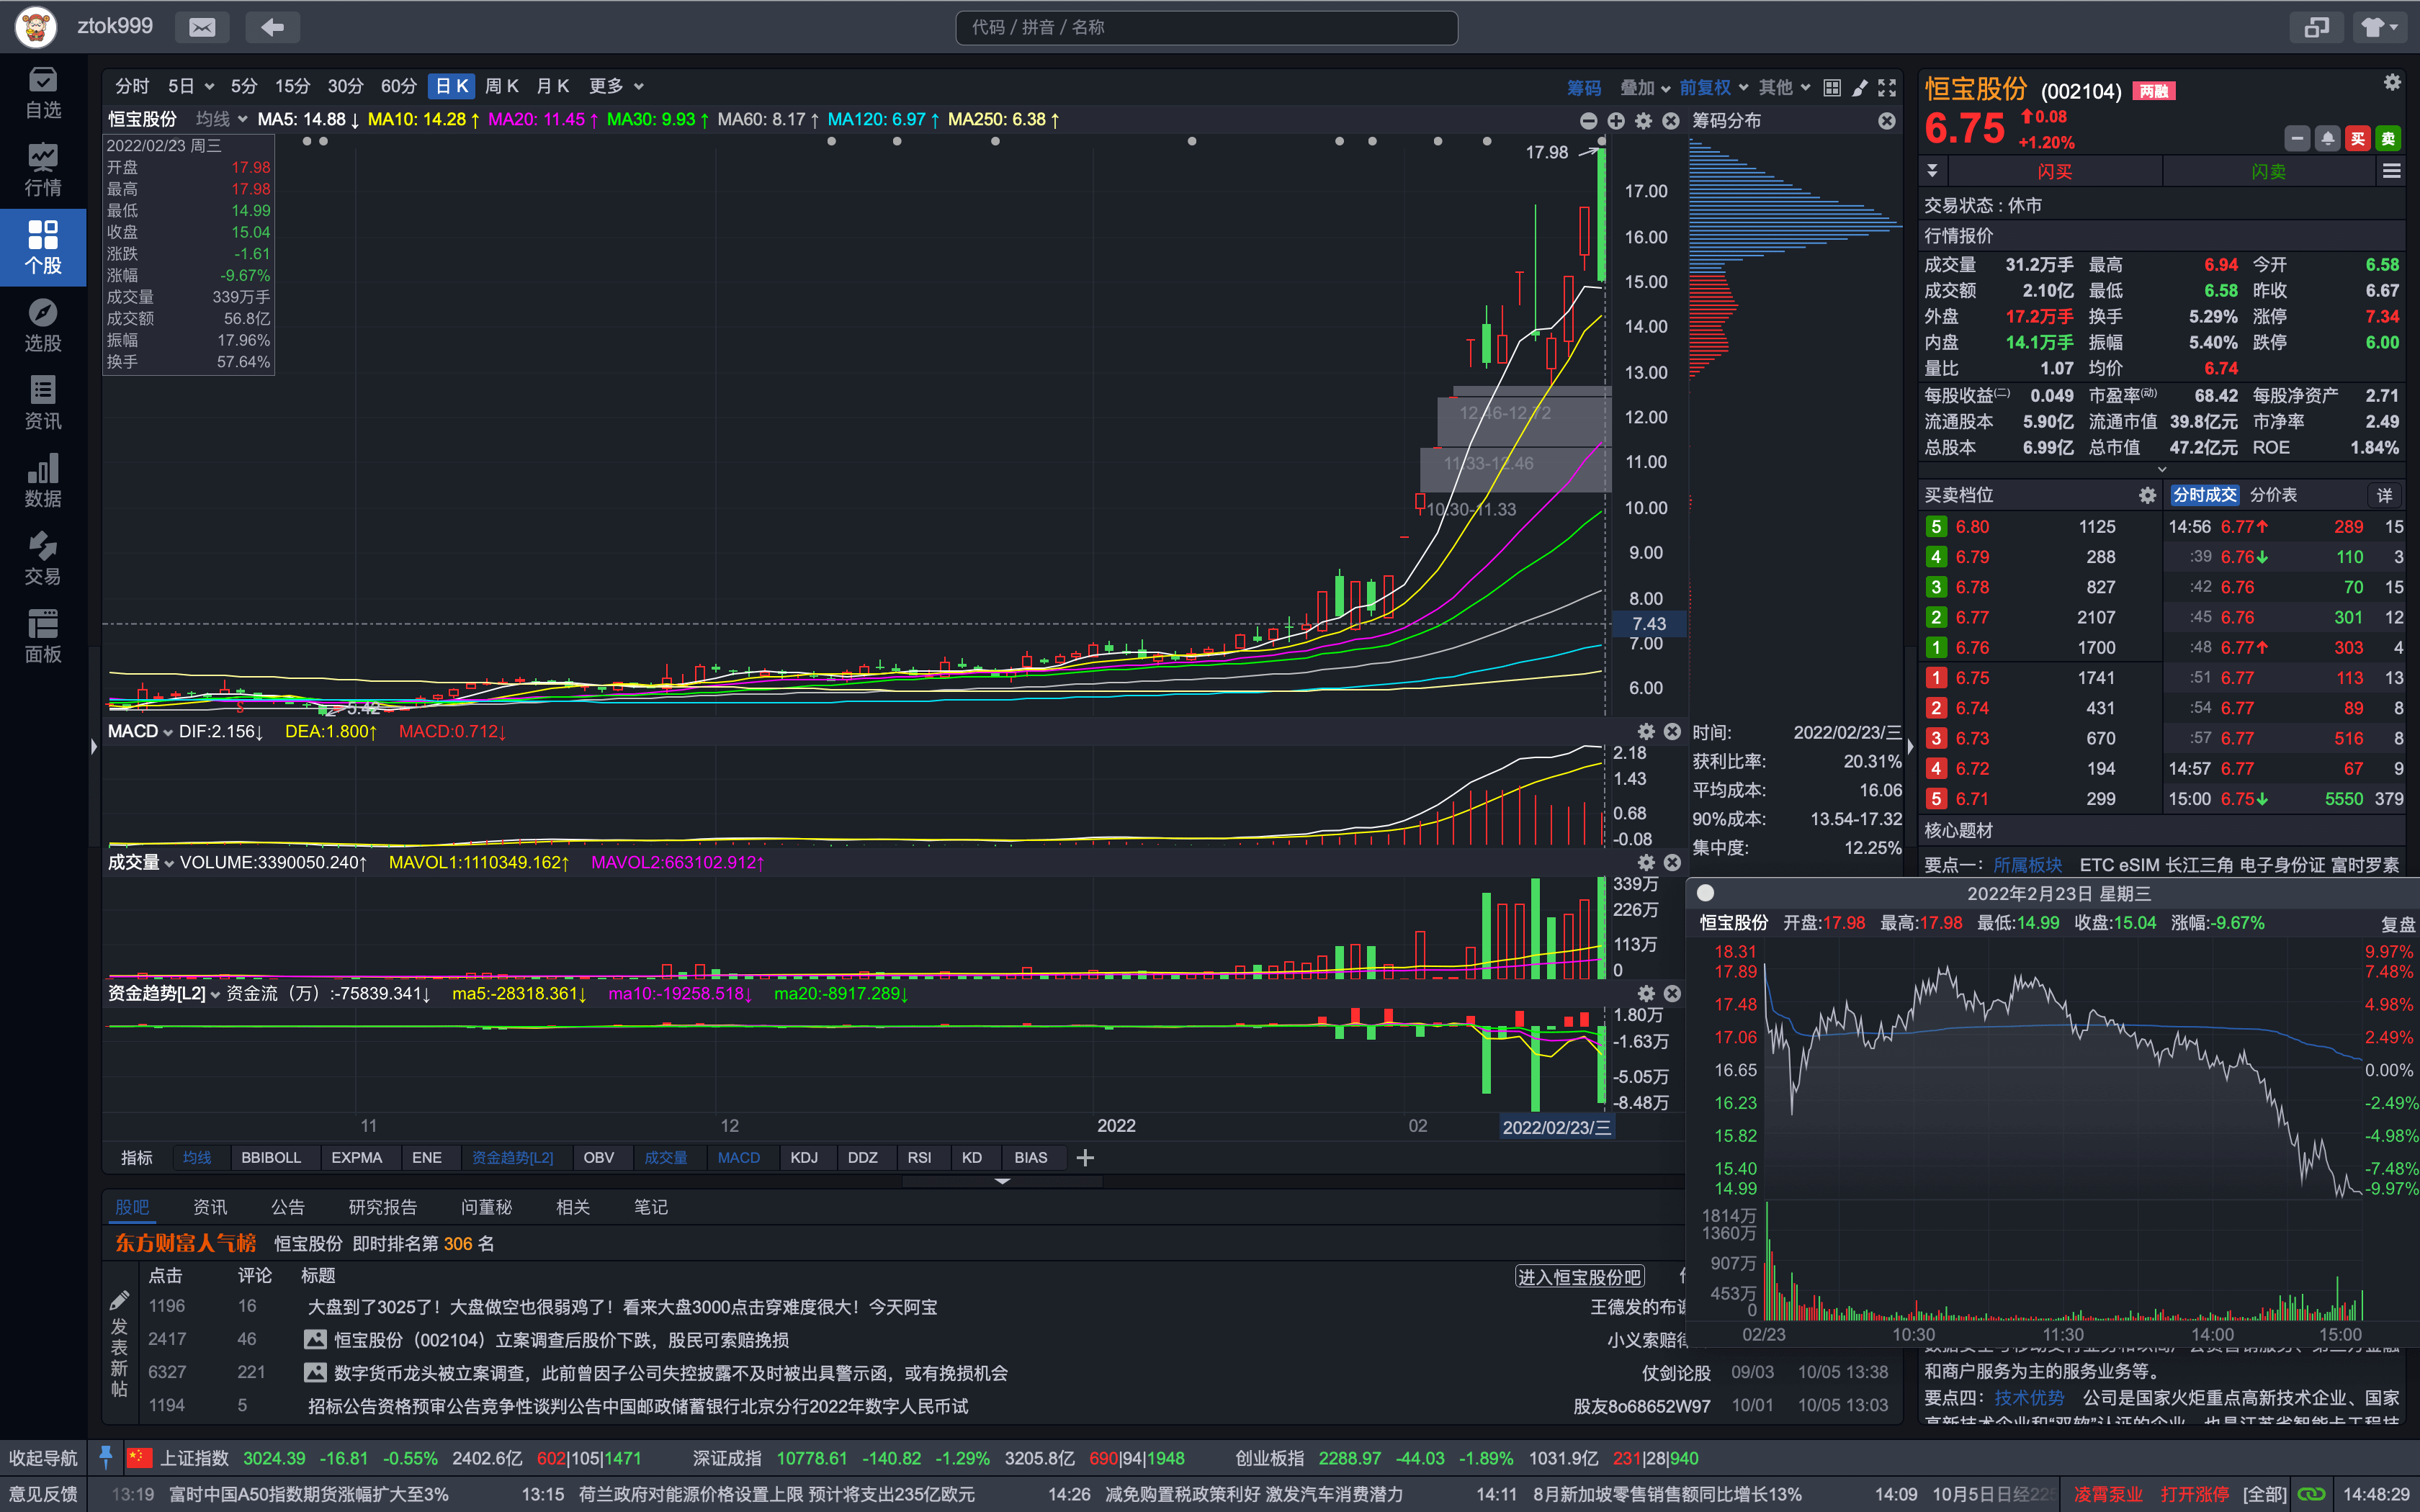 ztok999
代码 / 拼音 / 名称
自选
行情
个股
选股
资讯
数据
交易
面板
分时 5日 5分 15分 30分 60分 日K 周K 月K 更多
筹码 叠加 前复权 其他
恒宝股份 均线 MA5: 14.88↓ MA10: 14.28↑ MA20: 11.45↑ MA30: 9.93↑ MA60: 8.17↑ MA120: 6.97↑ MA250: 6.38↑
筹码分布
2022/02/23 周三
开盘 17.98
最高 17.98
最低 14.99
收盘 15.04
涨跌 -1.61
涨幅 -9.67%
成交量 339万手
成交额 56.8亿
振幅 17.96%
换手 57.64%
17.98
17.00
16.00
15.00
14.00
13.00
12.00
11.00
10.00
9.00
8.00
7.43
7.00
6.00
12.46-12.72
11.33-12.46
10.30-11.33
5.42
S
MACD DIF:2.156↓ DEA:1.800↑ MACD:0.712↓
2.18
1.43
0.68
-0.08
成交量 VOLUME:3390050.240↑ MAVOL1:1110349.162↑ MAVOL2:663102.912↑
339万
226万
113万
0
资金趋势[L2] 资金流（万）:-75839.341↓ ma5:-28318.361↓ ma10:-19258.518↓ ma20:-8917.289↓
1.80万
-1.63万
-5.05万
-8.48万
11 12 2022 02 2022/02/23/三
时间: 2022/02/23/三
获利比率: 20.31%
平均成本: 16.06
90%成本: 13.54-17.32
集中度: 12.25%
指标 均线 BBIBOLL EXPMA ENE 资金趋势[L2] OBV 成交量 MACD KDJ DDZ RSI KD BIAS
股吧 资讯 公告 研究报告 问董秘 相关 笔记
东方财富人气榜 恒宝股份 即时排名第 306 名
点击 评论 标题 进入恒宝股份吧
发表新帖
1196 16 大盘到了3025了！大盘做空也很弱鸡了！看来大盘3000点击穿难度很大！今天阿宝 王德发的布
2417 46 恒宝股份（002104）立案调查后股价下跌，股民可索赔挽损 小义索赔
6327 221 数字货币龙头被立案调查，此前曾因子公司失控披露不及时被出具警示函，或有挽损机会 仗剑论股 09/03 10/05 13:38
1194 5 招标公告资格预审公告竞争性谈判公告中国邮政储蓄银行北京分行2022年数字人民币试 股友8o68652W97 10/01 10/05 13:03
恒宝股份 (002104) 两融
6.75 0.08
+1.20%
买 卖
闪买 闪卖
交易状态 : 休市
行情报价
成交量 31.2万手 最高 6.94 今开 6.58
成交额 2.10亿 最低 6.58 昨收 6.67
外盘 17.2万手 换手 5.29% 涨停 7.34
内盘 14.1万手 振幅 5.40% 跌停 6.00
量比 1.07 均价 6.74
每股收益(二) 0.049 市盈率(动) 68.42 每股净资产 2.71
流通股本 5.90亿 流通市值 39.8亿元 市净率 2.49
总股本 6.99亿 总市值 47.2亿元 ROE 1.84%
买卖档位 分时成交 分价表 详
5 6.80 1125 14:56 6.77↑ 289 15
4 6.79 288 :39 6.76↓ 110 3
3 6.78 827 :42 6.76 70 15
2 6.77 2107 :45 6.76 301 12
1 6.76 1700 :48 6.77↑ 303 4
1 6.75 1741 :51 6.77 113 13
2 6.74 431 :54 6.77 89 8
3 6.73 670 :57 6.77 516 8
4 6.72 194 14:57 6.77 67 9
5 6.71 299 15:00 6.75↓ 5550 379
核心题材
要点一： 所属板块 ETC eSIM 长江三角 电子身份证 富时罗素
2022年2月23日 星期三
恒宝股份 开盘:17.98 最高:17.98 最低:14.99 收盘:15.04 涨幅:-9.67% 复盘
18.31 9.97%
17.89 7.48%
17.48 4.98%
17.06 2.49%
16.65 0.00%
16.23 -2.49%
15.82 -4.98%
15.40 -7.48%
14.99 -9.97%
1814万
1360万
907万
453万
0
02/23 10:30 11:30 14:00 15:00
和商户服务为主的服务业务等。
要点四： 技术优势 公司是国家火炬重点高新技术企业、国家
高新技术企业和“双软”认证的企业，也是江苏省智能卡工程技
收起导航 上证指数 3024.39 -16.81 -0.55% 2402.6亿 602|105|1471 深证成指 10778.61 -140.82 -1.29% 3205.8亿 690|94|1948 创业板指 2288.97 -44.03 -1.89% 1031.9亿 231|28|940
意见反馈 13:19 富时中国A50指数期货涨幅扩大至3% 13:15 荷兰政府对能源价格设置上限 预计将支出235亿欧元 14:26 减免购置税政策利好 激发汽车消费潜力 14:11 8月新加坡零售销售额同比增长13% 14:09 10月5日日经225 凌霄泵业 打开涨停 [全部] 14:48:29